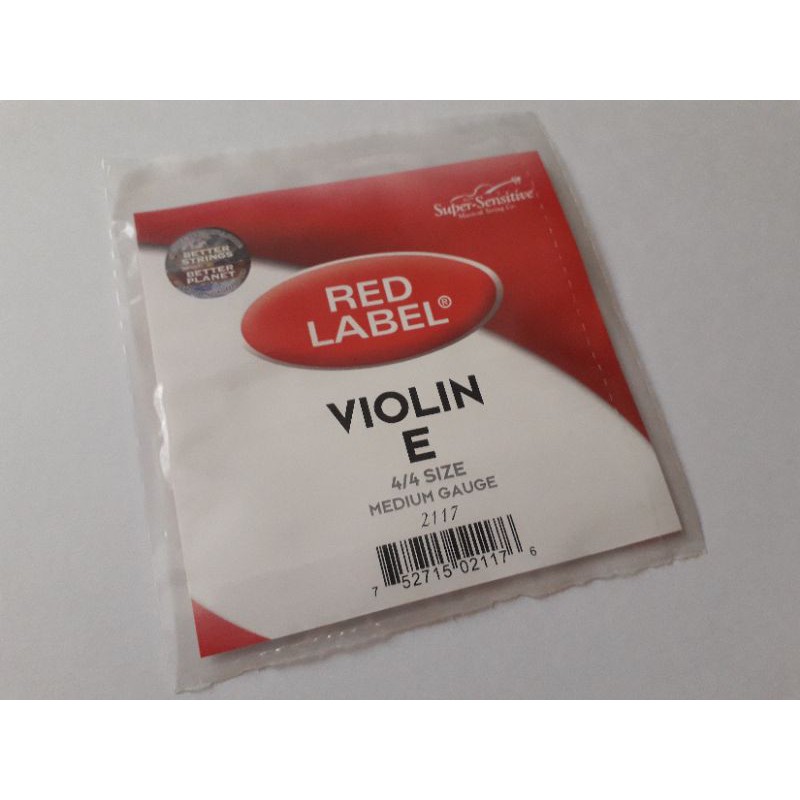 Super-Sensitive®
Musical String Co.
BETTER
STRINGS
BETTER
PLANET
RED
LABEL®
VIOLIN
E
4/4 SIZE
MEDIUM GAUGE
2117
7 52715 02117 6